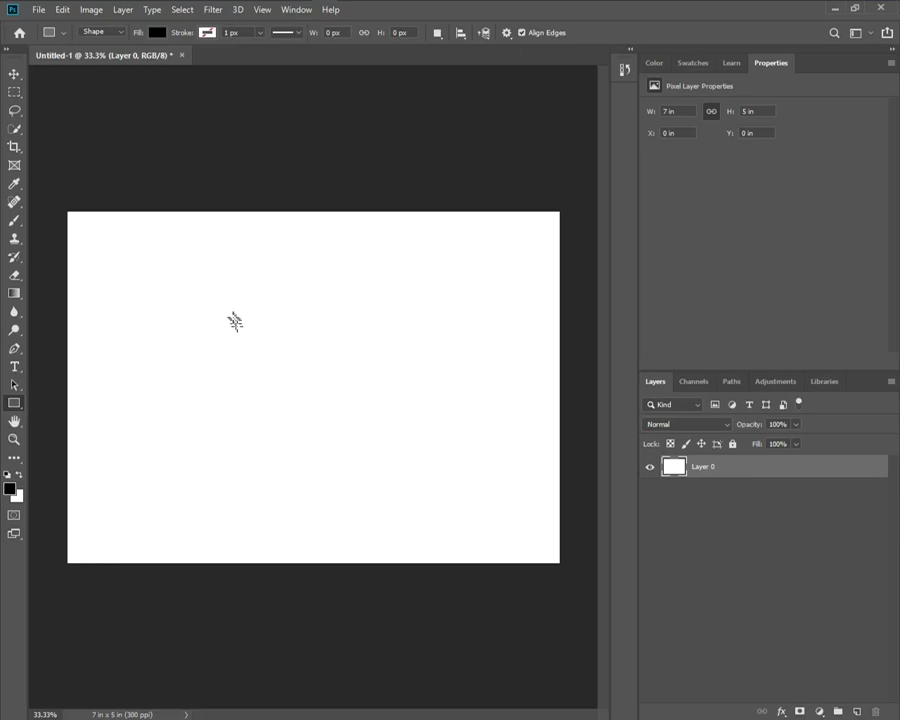 Ps File Edit Image Layer Type Select Filter 3D View Window Help
Shape Fill: Stroke: 1 px W: 0 px H: 0 px Align Edges
Untitled-1 @ 33.3% (Layer 0, RGB/8) * ×
Color Swatches Learn Properties
Pixel Layer Properties
W: 7 in H: 5 in
X: 0 in Y: 0 in
Layers Channels Paths Adjustments Libraries
Kind
Normal Opacity: 100%
Lock: Fill: 100%
Layer 0
33.33% 7 in x 5 in (300 ppi)